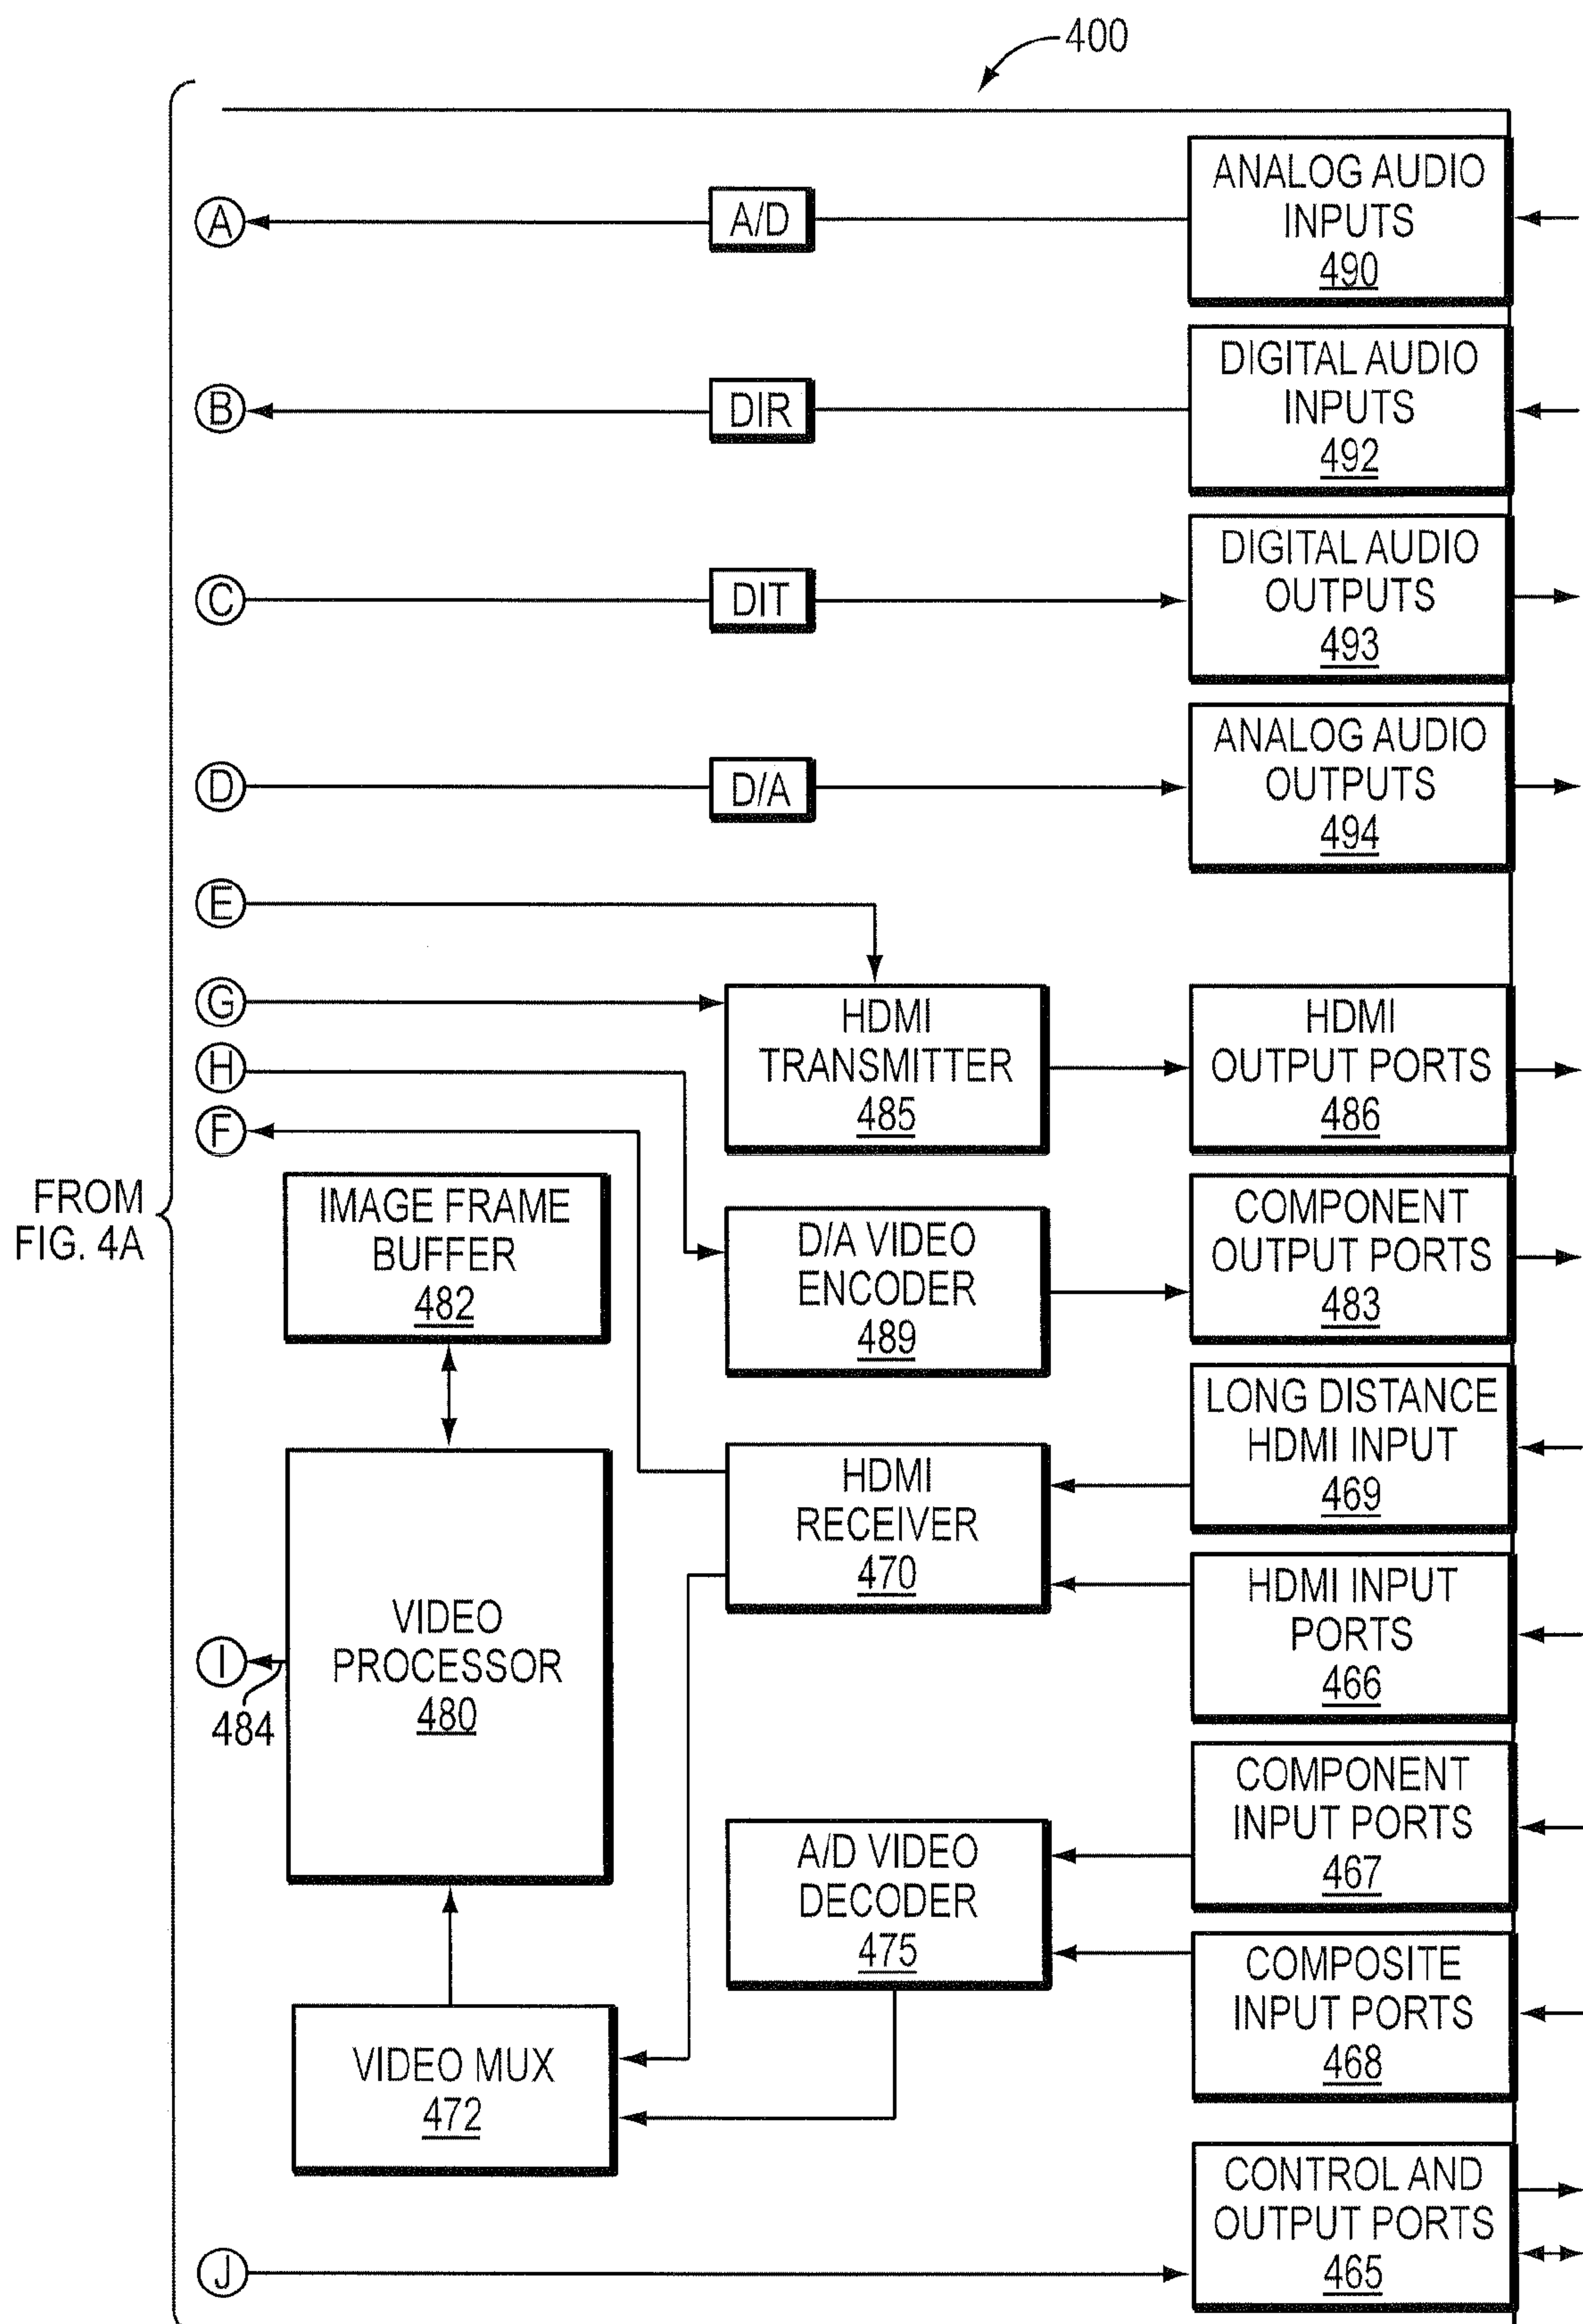 400
A
A/D
ANALOG AUDIO
INPUTS
490
B
DIR
DIGITAL AUDIO
INPUTS
492
C
DIT
DIGITAL AUDIO
OUTPUTS
493
D
D/A
ANALOG AUDIO
OUTPUTS
494
E
G
H
F
HDMI
TRANSMITTER
485
HDMI
OUTPUT PORTS
486
FROM
FIG. 4A
IMAGE FRAME
BUFFER
482
D/A VIDEO
ENCODER
489
COMPONENT
OUTPUT PORTS
483
LONG DISTANCE
HDMI INPUT
469
HDMI
RECEIVER
470
HDMI INPUT
PORTS
466
I
484
VIDEO
PROCESSOR
480
COMPONENT
INPUT PORTS
467
A/D VIDEO
DECODER
475
COMPOSITE
INPUT PORTS
468
VIDEO MUX
472
CONTROL AND
OUTPUT PORTS
465
J